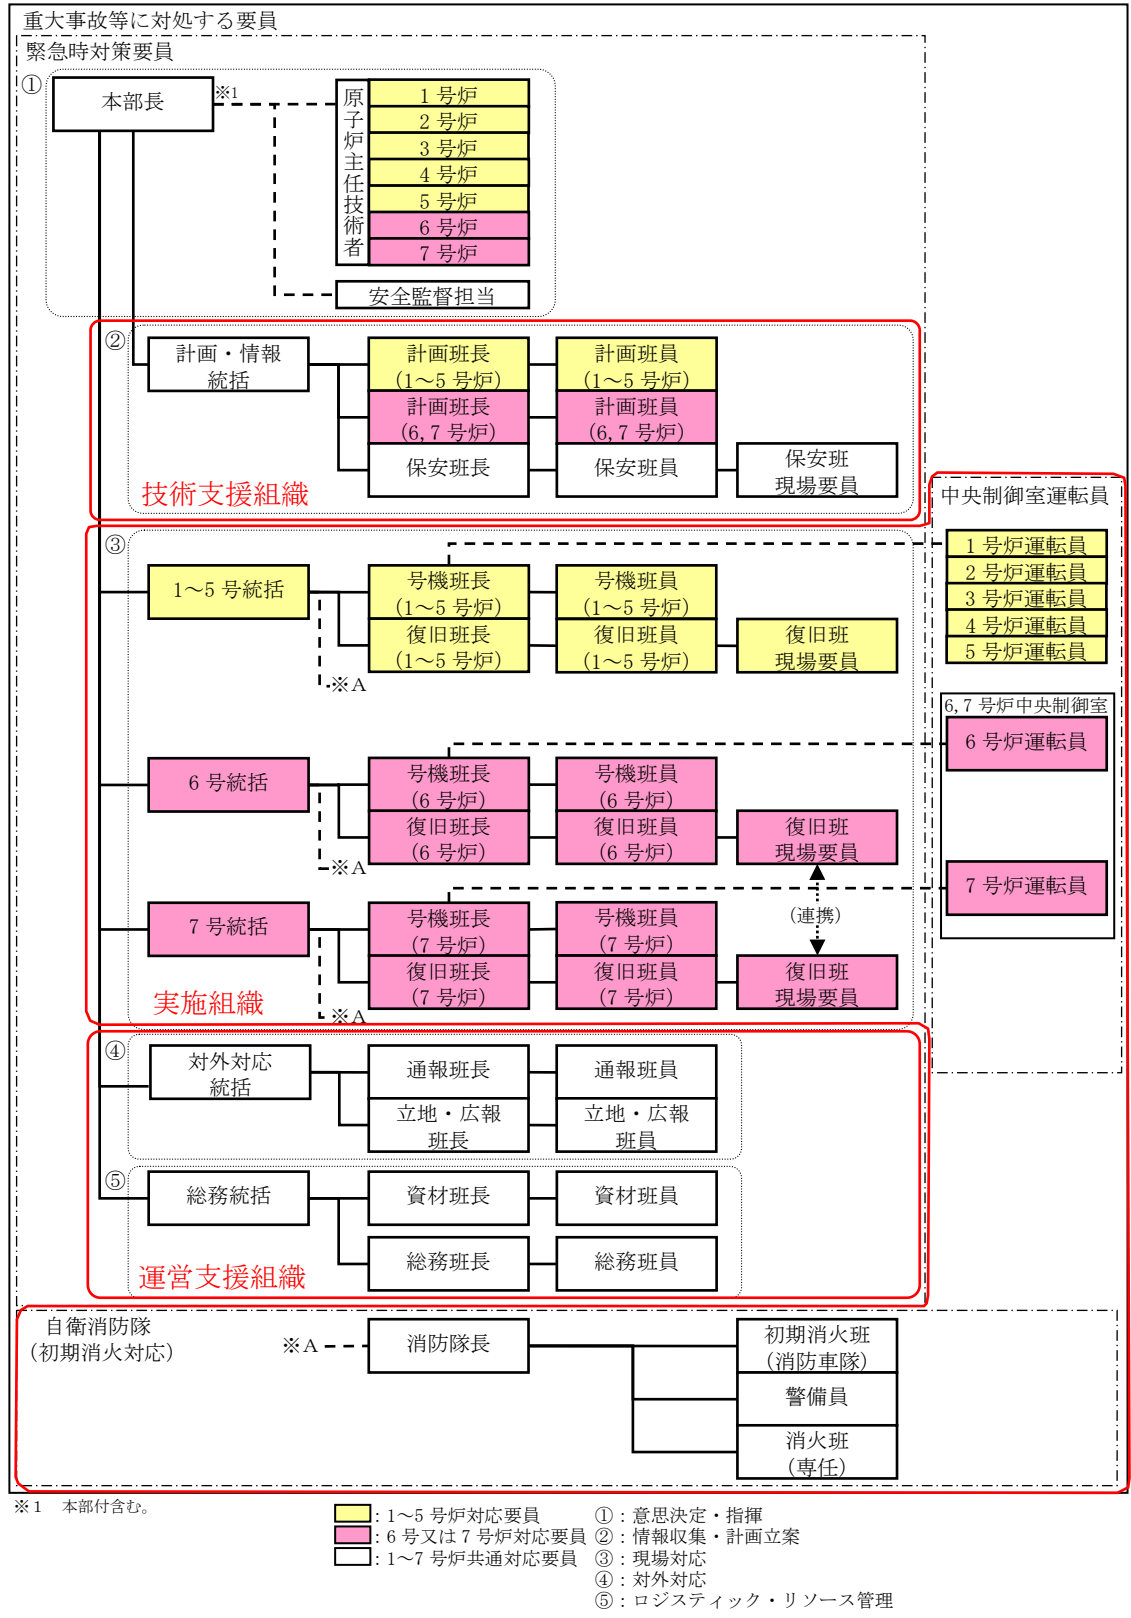 重大事故等に対処する要員
緊急時対策要員
①
本部長
※1
原子炉主任技術者
1 号炉
2 号炉
3 号炉
4 号炉
5 号炉
6 号炉
7 号炉
安全監督担当
②
計画・情報
統括
計画班長
(1～5 号炉)
計画班員
(1～5 号炉)
計画班長
(6,7 号炉)
計画班員
(6,7 号炉)
保安班長
保安班員
保安班
現場要員
技術支援組織
中央制御室運転員
③
1～5 号統括
号機班長
(1～5 号炉)
号機班員
(1～5 号炉)
復旧班長
(1～5 号炉)
復旧班員
(1～5 号炉)
復旧班
現場要員
※A
1 号炉運転員
2 号炉運転員
3 号炉運転員
4 号炉運転員
5 号炉運転員
6,7 号炉中央制御室
6 号炉運転員
6 号統括
号機班長
(6 号炉)
号機班員
(6 号炉)
復旧班長
(6 号炉)
復旧班員
(6 号炉)
復旧班
現場要員
※A
(連携)
7 号炉運転員
7 号統括
号機班長
(7 号炉)
号機班員
(7 号炉)
復旧班長
(7 号炉)
復旧班員
(7 号炉)
復旧班
現場要員
※A
実施組織
④
対外対応
統括
通報班長
通報班員
立地・広報
班長
立地・広報
班員
⑤
総務統括
資材班長
資材班員
総務班長
総務班員
運営支援組織
自衛消防隊
(初期消火対応)
※A
消防隊長
初期消火班
(消防車隊)
警備員
消火班
(専任)
※1 本部付含む。
：1～5 号炉対応要員
：6 号又は 7 号炉対応要員
：1～7 号炉共通対応要員
①：意思決定・指揮
②：情報収集・計画立案
③：現場対応
④：対外対応
⑤：ロジスティック・リソース管理